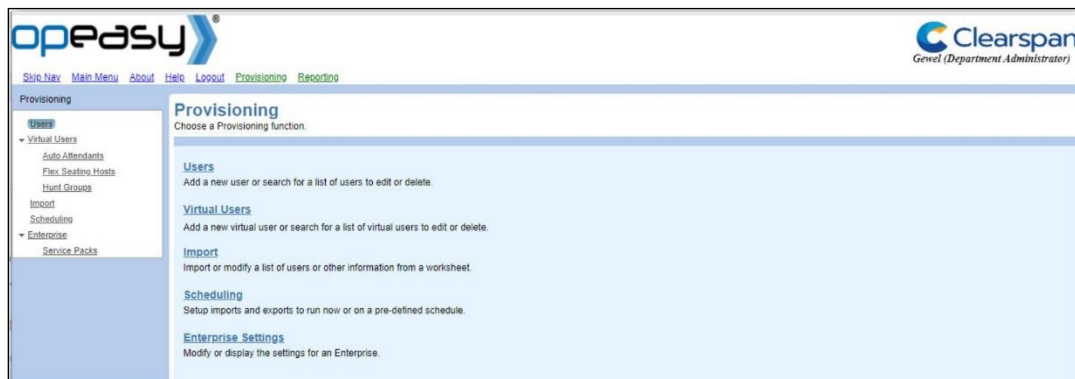 opeasy®
Clearspan
Gewel (Department Administrator)
Skip Nav Main Menu About Help Logout Provisioning Reporting
Provisioning
Users
Virtual Users
Auto Attendants
Flex Seating Hosts
Hunt Groups
Import
Scheduling
Enterprise
Service Packs
Provisioning
Choose a Provisioning function.
Users
Add a new user or search for a list of users to edit or delete.
Virtual Users
Add a new virtual user or search for a list of virtual users to edit or delete.
Import
Import or modify a list of users or other information from a worksheet.
Scheduling
Setup imports and exports to run now or on a pre-defined schedule.
Enterprise Settings
Modify or display the settings for an Enterprise.